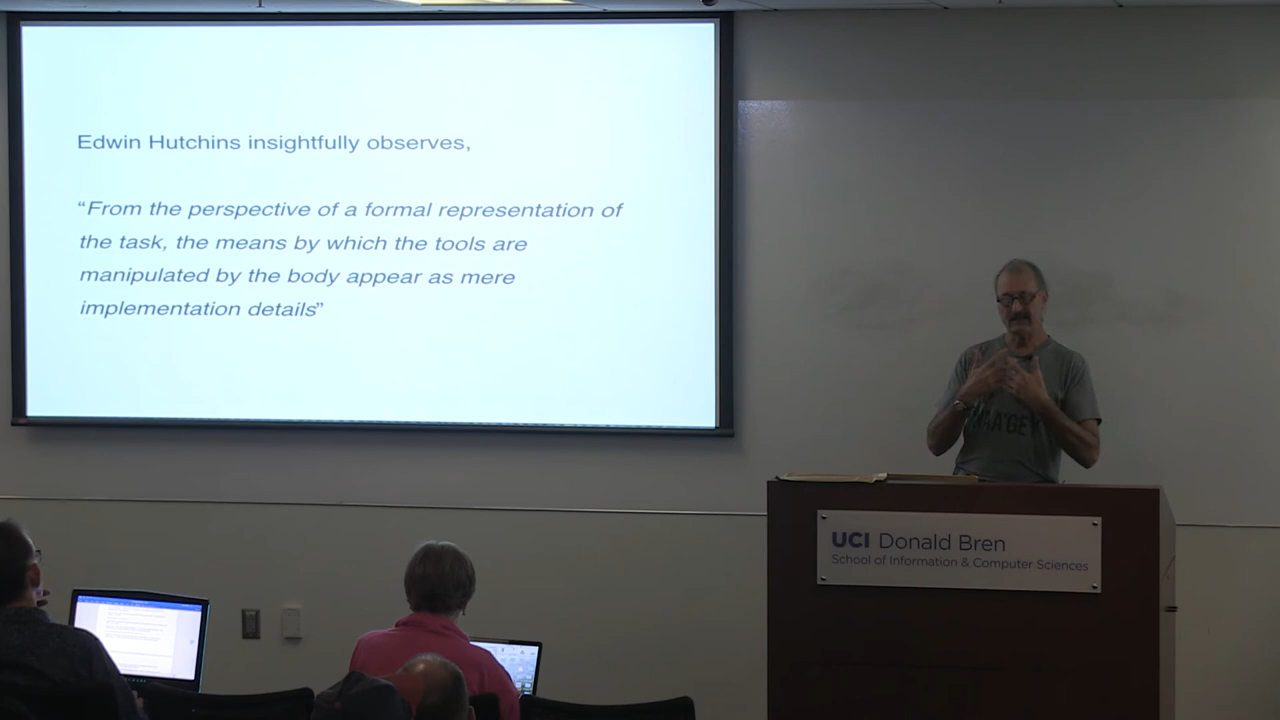 Edwin Hutchins insightfully observes,
“From the perspective of a formal representation of
the task, the means by which the tools are
manipulated by the body appear as mere
implementation details”
UCI Donald Bren
School of Information & Computer Sciences